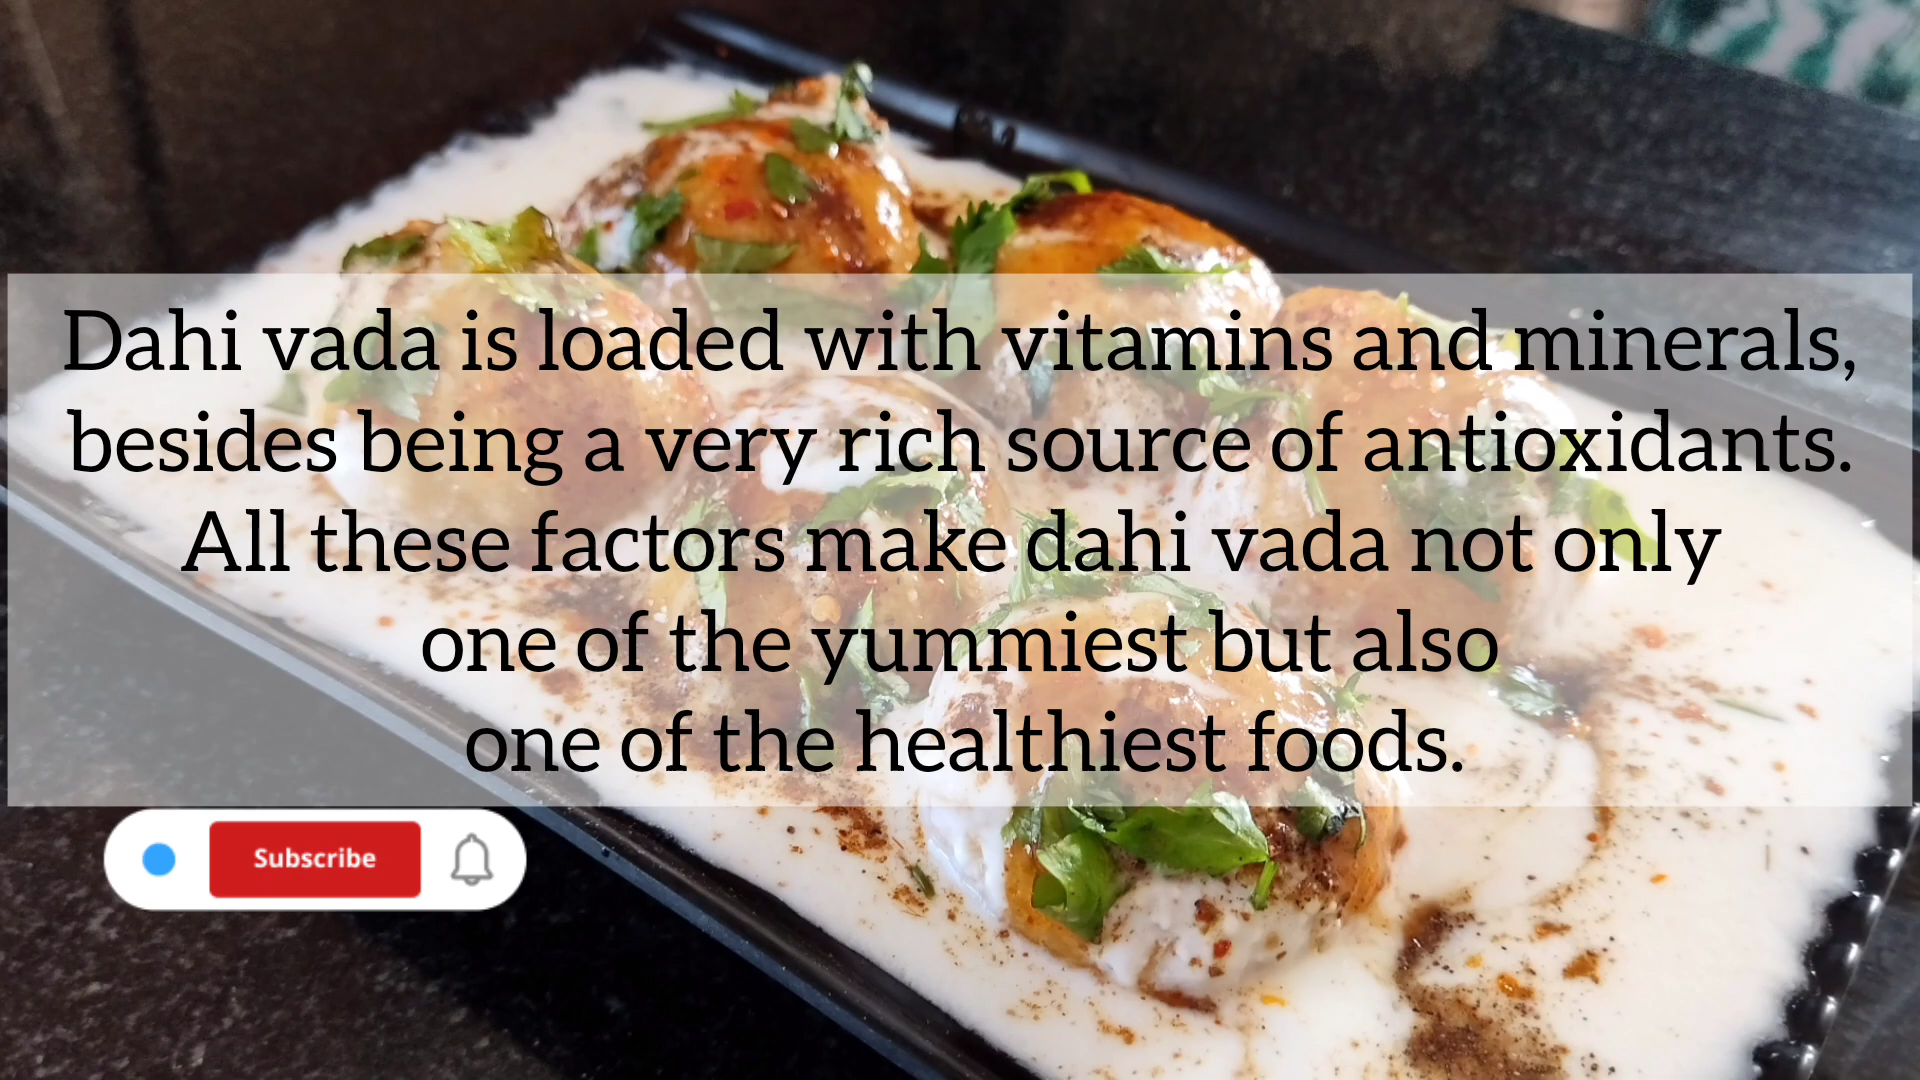 Dahi vada is loaded with vitamins and minerals,
besides being a very rich source of antioxidants.
All these factors make dahi vada not only
one of the yummiest but also
one of the healthiest foods.
Subscribe